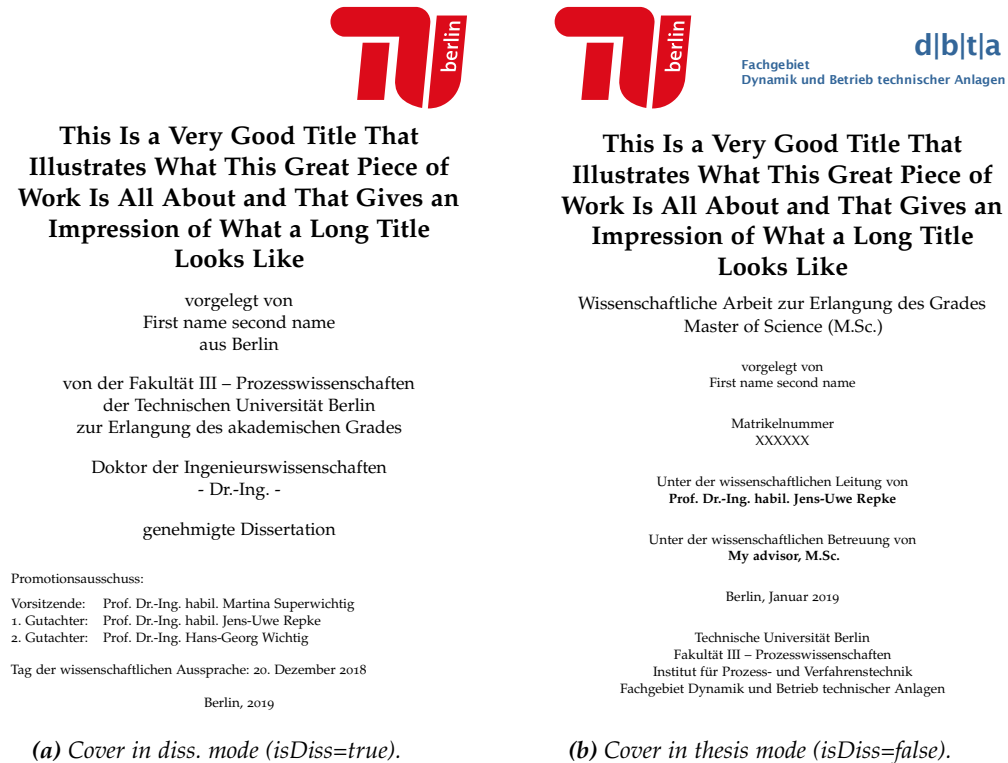 berlin
This Is a Very Good Title That
Illustrates What This Great Piece of
Work Is All About and That Gives an
Impression of What a Long Title
Looks Like
vorgelegt von
First name second name
aus Berlin
von der Fakultät III – Prozesswissenschaften
der Technischen Universität Berlin
zur Erlangung des akademischen Grades
Doktor der Ingenieurswissenschaften
- Dr.-Ing. -
genehmigte Dissertation
Promotionsausschuss:
Vorsitzende: Prof. Dr.-Ing. habil. Martina Superwichtig
1. Gutachter: Prof. Dr.-Ing. habil. Jens-Uwe Repke
2. Gutachter: Prof. Dr.-Ing. Hans-Georg Wichtig
Tag der wissenschaftlichen Aussprache: 20. Dezember 2018
Berlin, 2019
(a) Cover in diss. mode (isDiss=true).
berlin
d|b|t|a
Fachgebiet
Dynamik und Betrieb technischer Anlagen
This Is a Very Good Title That
Illustrates What This Great Piece of
Work Is All About and That Gives an
Impression of What a Long Title
Looks Like
Wissenschaftliche Arbeit zur Erlangung des Grades
Master of Science (M.Sc.)
vorgelegt von
First name second name
Matrikelnummer
XXXXXX
Unter der wissenschaftlichen Leitung von
Prof. Dr.-Ing. habil. Jens-Uwe Repke
Unter der wissenschaftlichen Betreuung von
My advisor, M.Sc.
Berlin, Januar 2019
Technische Universität Berlin
Fakultät III – Prozesswissenschaften
Institut für Prozess- und Verfahrenstechnik
Fachgebiet Dynamik und Betrieb technischer Anlagen
(b) Cover in thesis mode (isDiss=false).